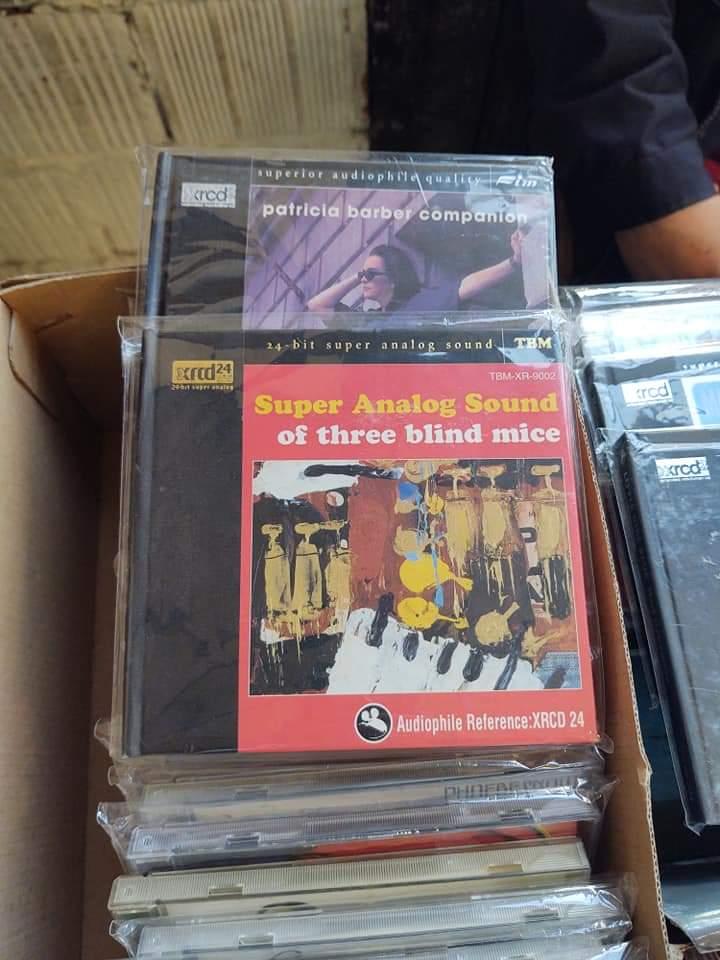 superior audiophile quality
xrcd
patricia barber companion
24-bit super analog sound TBM
xrcd24
24-bit super analog
TBM-XR-9002
Super Analog Sound
of three blind mice
Audiophile Reference:XRCD 24
xrcd
xrcd24